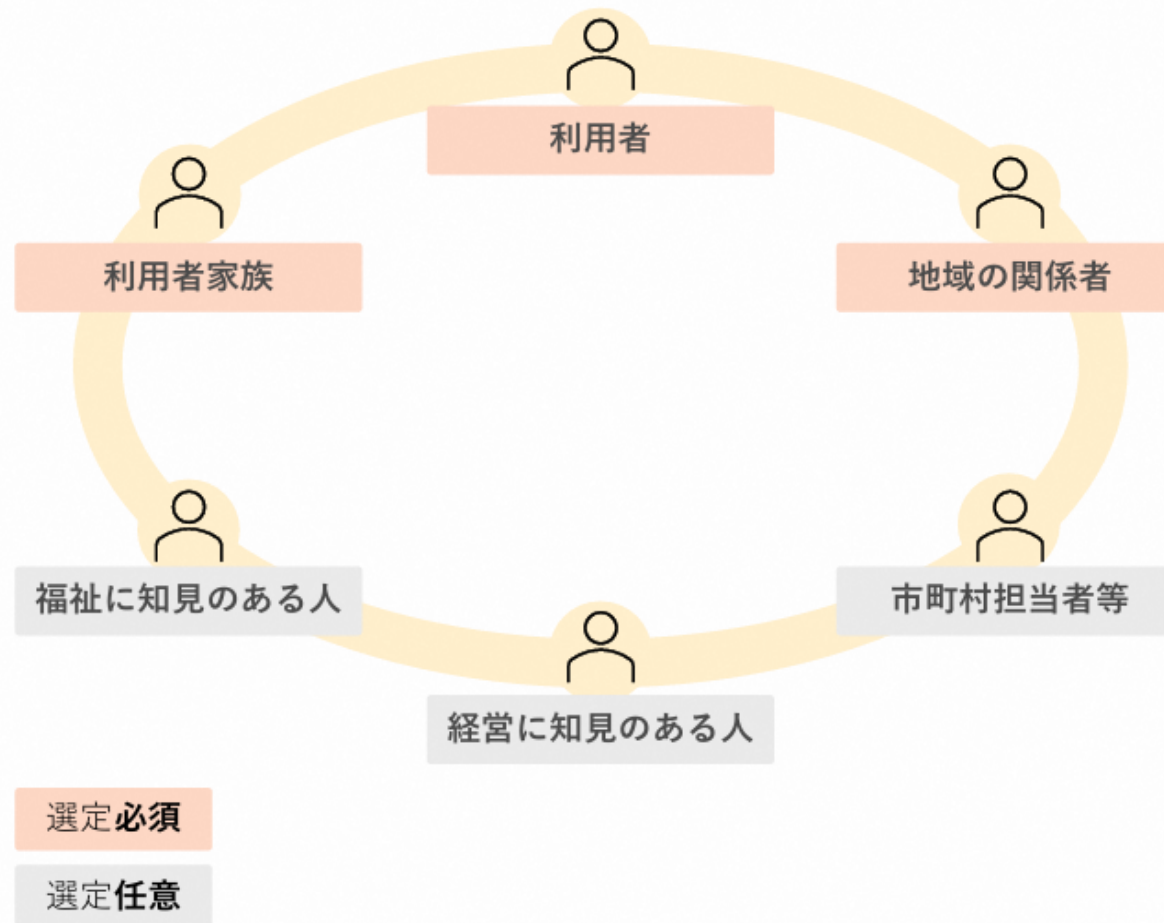 利用者
利用者家族
地域の関係者
福祉に知見のある人
市町村担当者等
経営に知見のある人
選定必須
選定任意